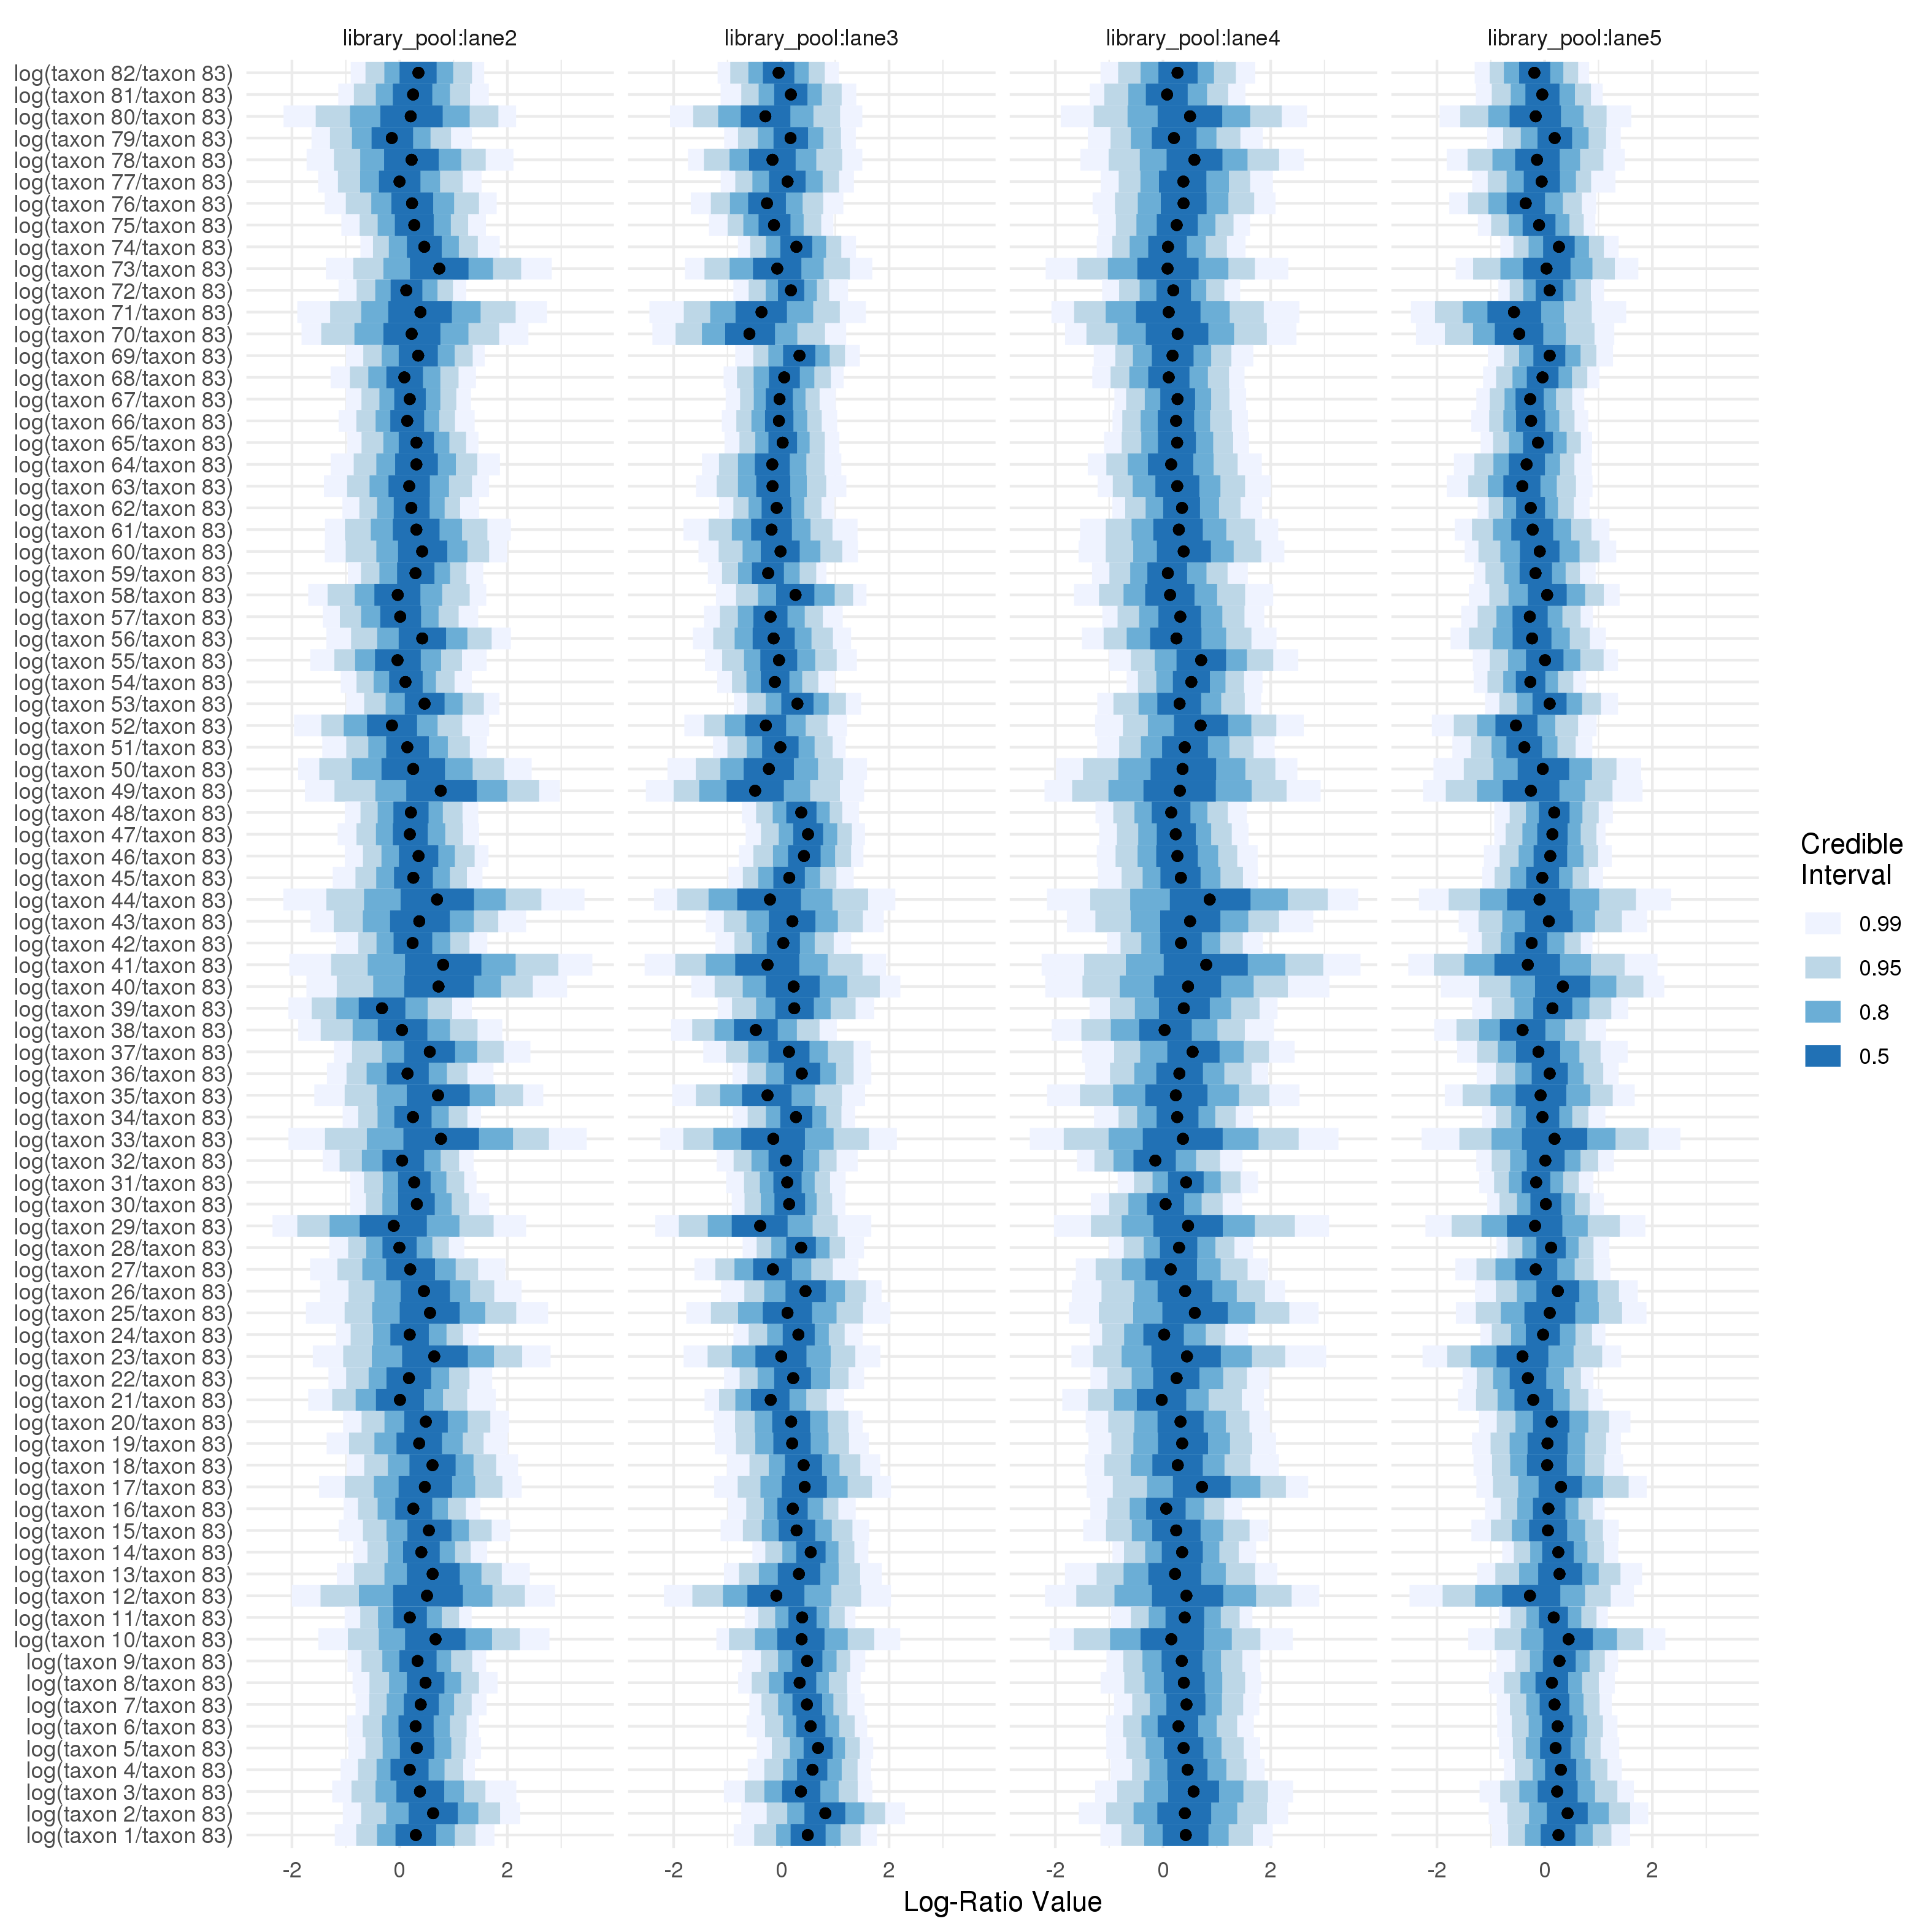 library_pool:lane2 library_pool:lane3 library_pool:lane4 library_pool:lane5
log(taxon 82/taxon 83)
log(taxon 81/taxon 83)
log(taxon 80/taxon 83)
log(taxon 79/taxon 83)
log(taxon 78/taxon 83)
log(taxon 77/taxon 83)
log(taxon 76/taxon 83)
log(taxon 75/taxon 83)
log(taxon 74/taxon 83)
log(taxon 73/taxon 83)
log(taxon 72/taxon 83)
log(taxon 71/taxon 83)
log(taxon 70/taxon 83)
log(taxon 69/taxon 83)
log(taxon 68/taxon 83)
log(taxon 67/taxon 83)
log(taxon 66/taxon 83)
log(taxon 65/taxon 83)
log(taxon 64/taxon 83)
log(taxon 63/taxon 83)
log(taxon 62/taxon 83)
log(taxon 61/taxon 83)
log(taxon 60/taxon 83)
log(taxon 59/taxon 83)
log(taxon 58/taxon 83)
log(taxon 57/taxon 83)
log(taxon 56/taxon 83)
log(taxon 55/taxon 83)
log(taxon 54/taxon 83)
log(taxon 53/taxon 83)
log(taxon 52/taxon 83)
log(taxon 51/taxon 83)
log(taxon 50/taxon 83)
log(taxon 49/taxon 83)
log(taxon 48/taxon 83)
log(taxon 47/taxon 83)
log(taxon 46/taxon 83)
log(taxon 45/taxon 83)
log(taxon 44/taxon 83)
log(taxon 43/taxon 83)
log(taxon 42/taxon 83)
log(taxon 41/taxon 83)
log(taxon 40/taxon 83)
log(taxon 39/taxon 83)
log(taxon 38/taxon 83)
log(taxon 37/taxon 83)
log(taxon 36/taxon 83)
log(taxon 35/taxon 83)
log(taxon 34/taxon 83)
log(taxon 33/taxon 83)
log(taxon 32/taxon 83)
log(taxon 31/taxon 83)
log(taxon 30/taxon 83)
log(taxon 29/taxon 83)
log(taxon 28/taxon 83)
log(taxon 27/taxon 83)
log(taxon 26/taxon 83)
log(taxon 25/taxon 83)
log(taxon 24/taxon 83)
log(taxon 23/taxon 83)
log(taxon 22/taxon 83)
log(taxon 21/taxon 83)
log(taxon 20/taxon 83)
log(taxon 19/taxon 83)
log(taxon 18/taxon 83)
log(taxon 17/taxon 83)
log(taxon 16/taxon 83)
log(taxon 15/taxon 83)
log(taxon 14/taxon 83)
log(taxon 13/taxon 83)
log(taxon 12/taxon 83)
log(taxon 11/taxon 83)
log(taxon 10/taxon 83)
log(taxon 9/taxon 83)
log(taxon 8/taxon 83)
log(taxon 7/taxon 83)
log(taxon 6/taxon 83)
log(taxon 5/taxon 83)
log(taxon 4/taxon 83)
log(taxon 3/taxon 83)
log(taxon 2/taxon 83)
log(taxon 1/taxon 83)
-2 0 2 -2 0 2 -2 0 2 -2 0 2
Log-Ratio Value
Credible
Interval
0.99
0.95
0.8
0.5